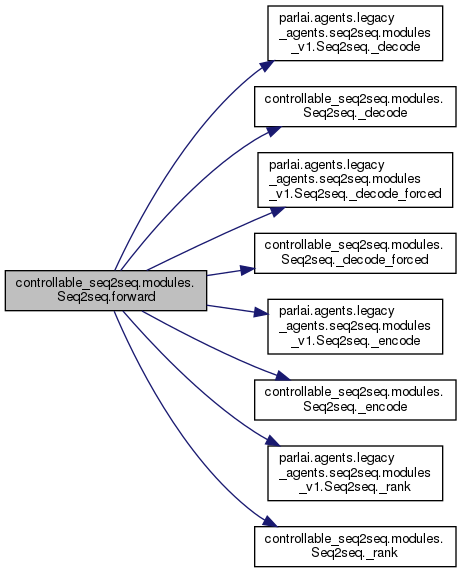 parlai.agents.legacy
_agents.seq2seq.modules
_v1.Seq2seq._decode
controllable_seq2seq.modules.
Seq2seq._decode
parlai.agents.legacy
_agents.seq2seq.modules
_v1.Seq2seq._decode_forced
controllable_seq2seq.modules.
Seq2seq._decode_forced
controllable_seq2seq.modules.
Seq2seq.forward
parlai.agents.legacy
_agents.seq2seq.modules
_v1.Seq2seq._encode
controllable_seq2seq.modules.
Seq2seq._encode
parlai.agents.legacy
_agents.seq2seq.modules
_v1.Seq2seq._rank
controllable_seq2seq.modules.
Seq2seq._rank